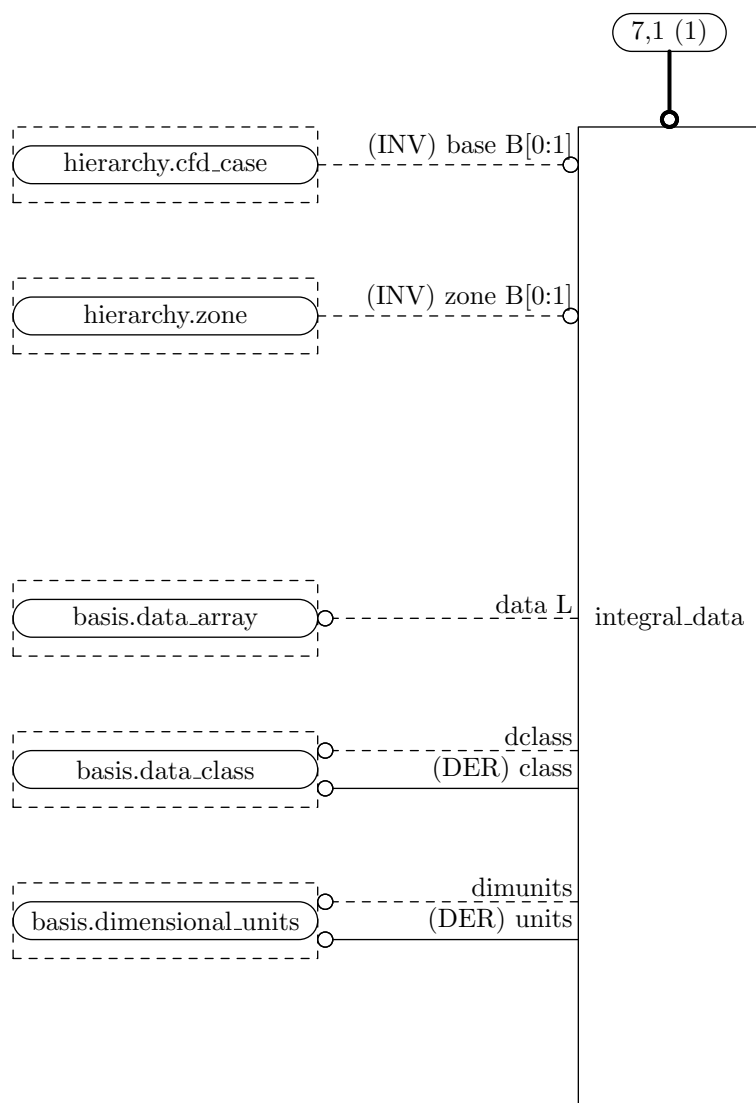 7,1 (1)
hierarchy.cfd_case
(INV) base B[0:1]
hierarchy.zone
(INV) zone B[0:1]
basis.data_array
data L
integral_data
dclass
basis.data_class
(DER) class
dimunits
basis.dimensional_units
(DER) units